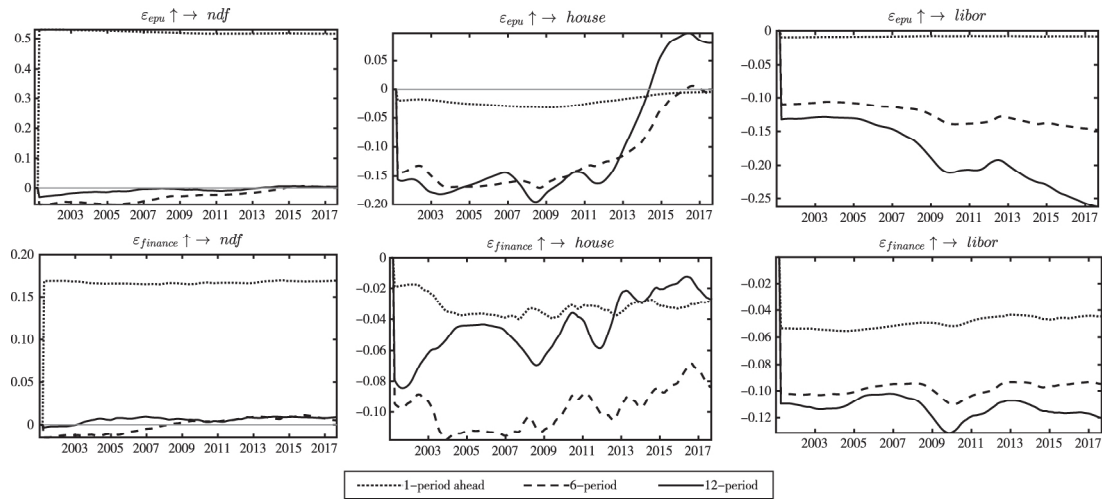 ε_epu ↑ → ndf
ε_epu ↑ → house
ε_epu ↑ → libor
0.5
0.4
0.3
0.2
0.1
0
2003 2005 2007 2009 2011 2013 2015 2017
0.05
0
−0.05
−0.10
−0.15
−0.20
2003 2005 2007 2009 2011 2013 2015 2017
0
−0.05
−0.10
−0.15
−0.20
−0.25
2003 2005 2007 2009 2011 2013 2015 2017
ε_finance ↑ → ndf
ε_finance ↑ → house
ε_finance ↑ → libor
0.20
0.15
0.10
0.05
0
2003 2005 2007 2009 2011 2013 2015 2017
0
−0.02
−0.04
−0.06
−0.08
−0.10
2003 2005 2007 2009 2011 2013 2015 2017
0
−0.02
−0.04
−0.06
−0.08
−0.10
−0.12
2003 2005 2007 2009 2011 2013 2015 2017
1−period ahead 6−period 12−period